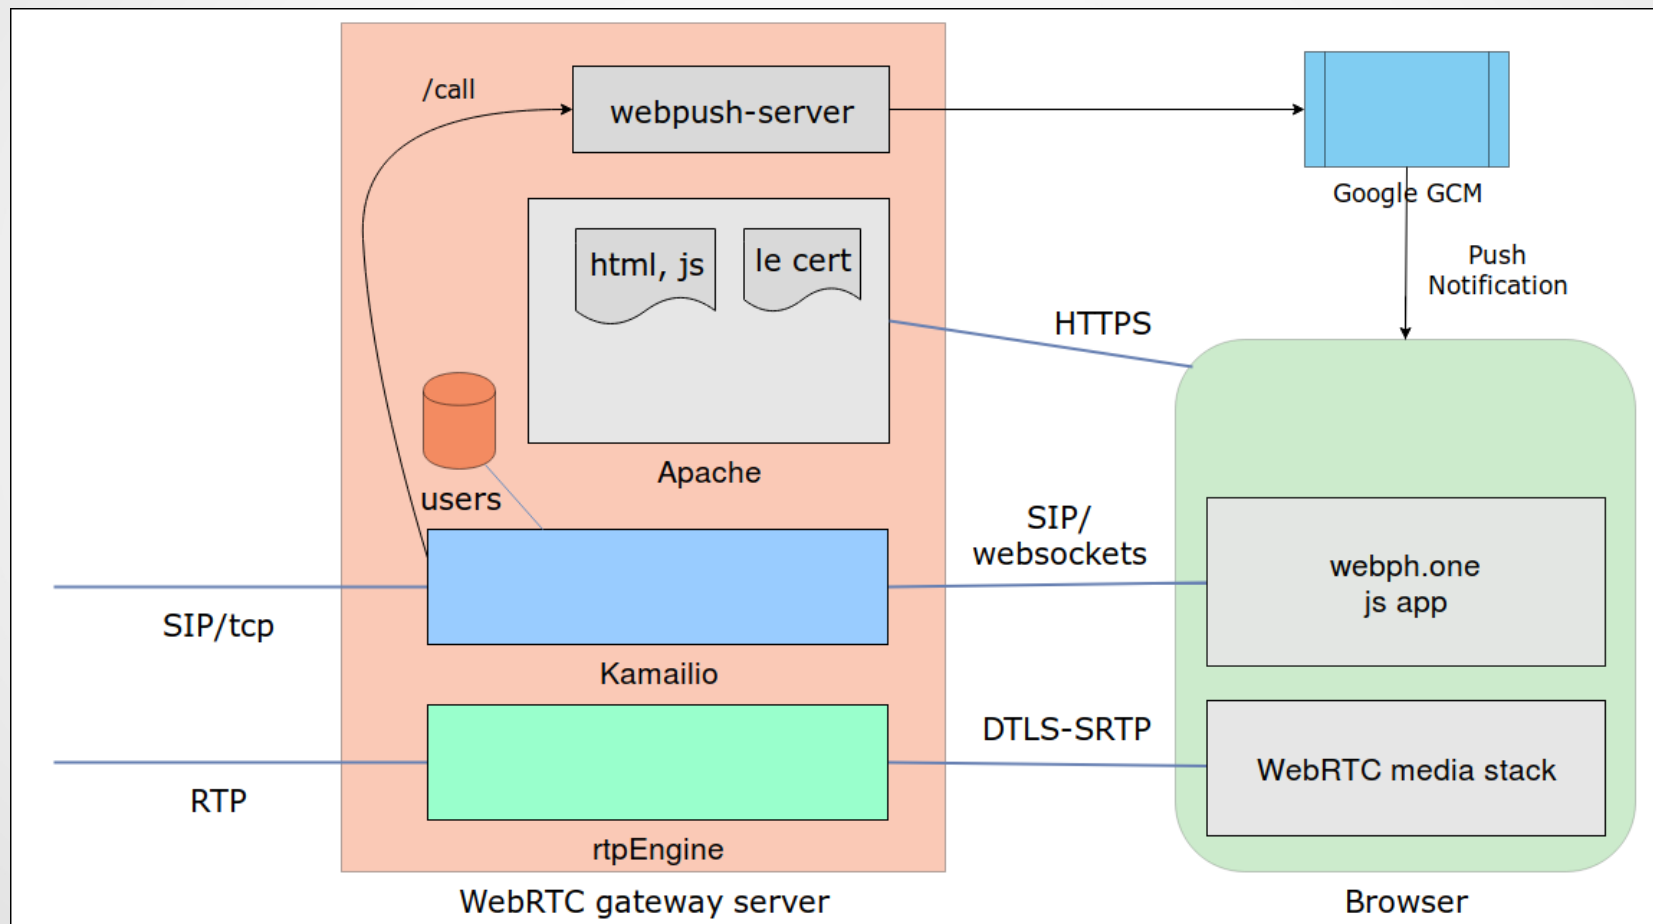 /call
webpush-server
Google GCM
html, js
le cert
Push
Notification
HTTPS
Apache
users
SIP/
websockets
webph.one
js app
SIP/tcp
Kamailio
DTLS-SRTP
WebRTC media stack
RTP
rtpEngine
WebRTC gateway server
Browser